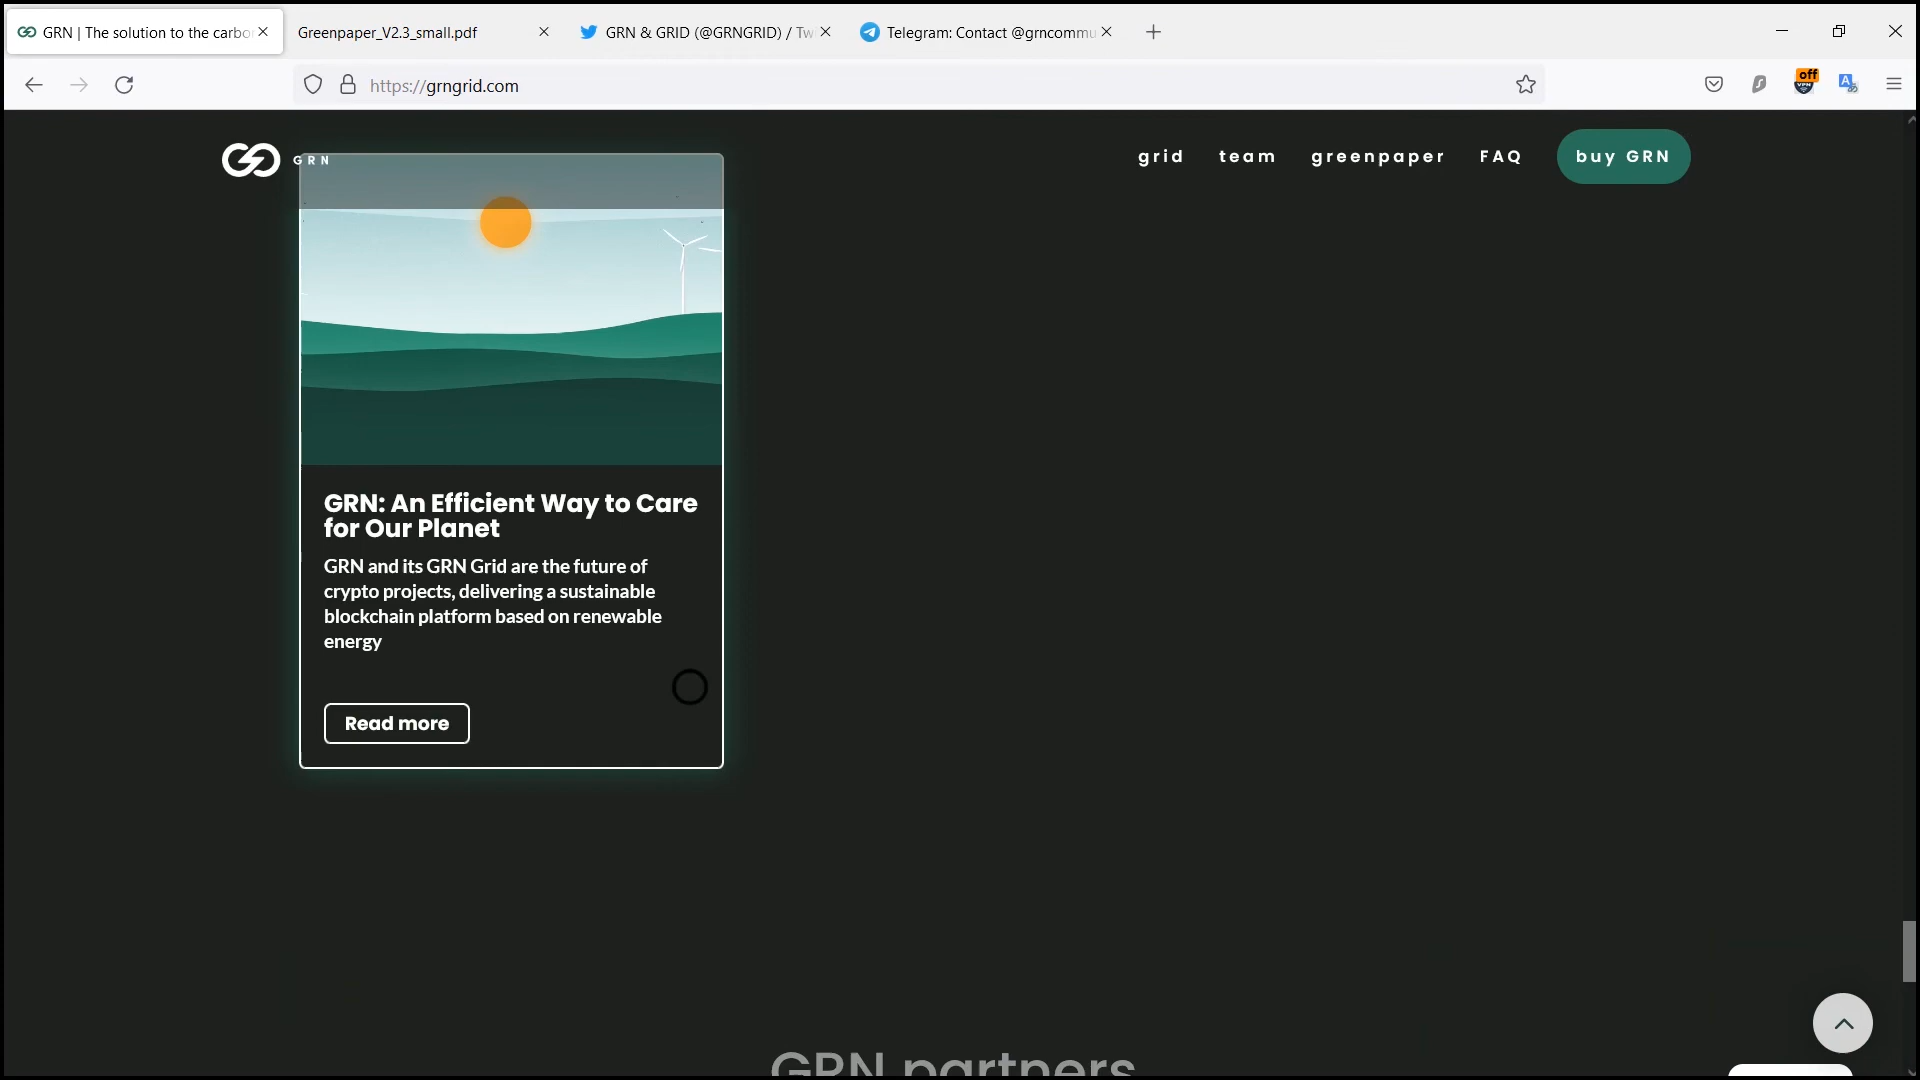 GRN | The solution to the carbo
Greenpaper_V2.3_small.pdf
GRN & GRID (@GRNGRID) / Tw
Telegram: Contact @grncommu
https://grngrid.com
off
VPN
GRN
grid
team
greenpaper
FAQ
buy GRN
GRN: An Efficient Way to Care
for Our Planet
GRN and its GRN Grid are the future of
crypto projects, delivering a sustainable
blockchain platform based on renewable
energy
Read more
GRN partners